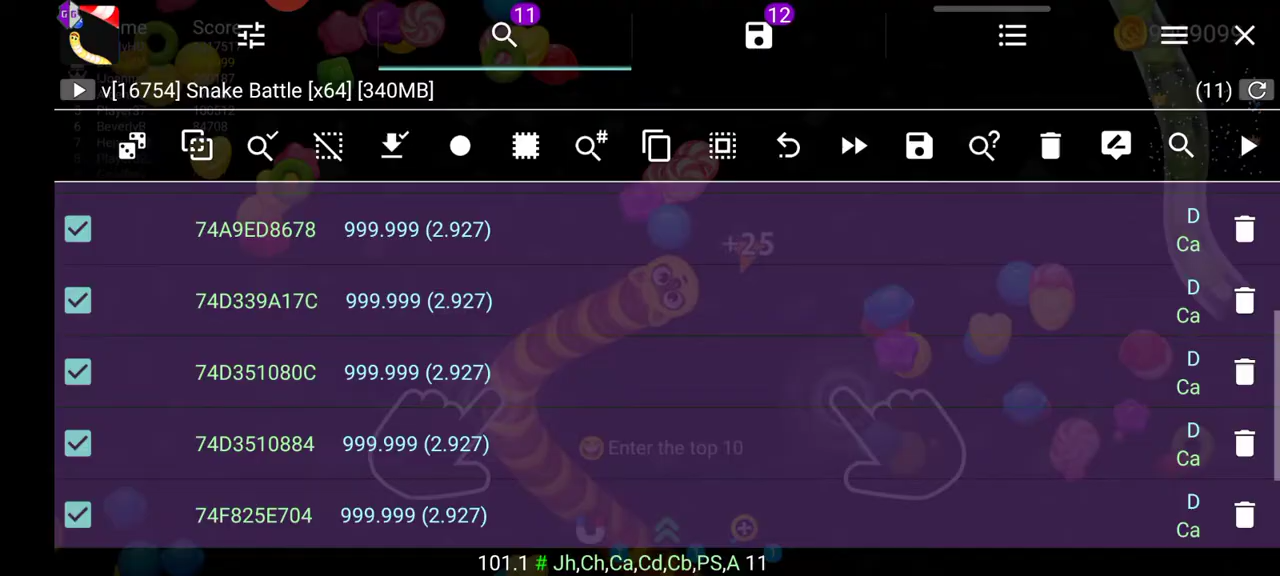 11
12
Score
v[16754] Snake Battle [x64] [340MB]
(11)
74A9ED8678 999.999 (2.927) D
Ca
+25
74D339A17C 999.999 (2.927) D
Ca
74D351080C 999.999 (2.927) D
Ca
74D3510884 999.999 (2.927) D
Ca
Enter the top 10
74F825E704 999.999 (2.927) D
Ca
101.1 # Jh,Ch,Ca,Cd,Cb,PS,A 11